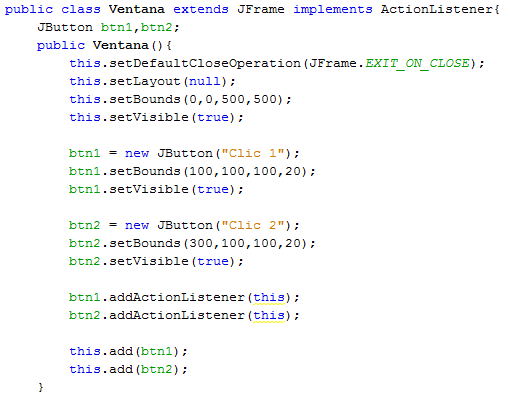 public class Ventana extends JFrame implements ActionListener{
    JButton btn1,btn2;
    public Ventana(){
        this.setDefaultCloseOperation(JFrame.EXIT_ON_CLOSE);
        this.setLayout(null);
        this.setBounds(0,0,500,500);
        this.setVisible(true);

        btn1 = new JButton("Clic 1");
        btn1.setBounds(100,100,100,20);
        btn1.setVisible(true);

        btn2 = new JButton("Clic 2");
        btn2.setBounds(300,100,100,20);
        btn2.setVisible(true);

        btn1.addActionListener(this);
        btn2.addActionListener(this);

        this.add(btn1);
        this.add(btn2);
    }